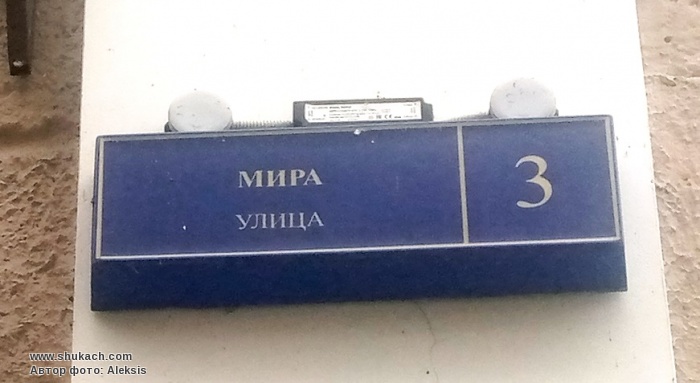 МИРА
УЛИЦА
3
www.shukach.com
Автор фото: Aleksis